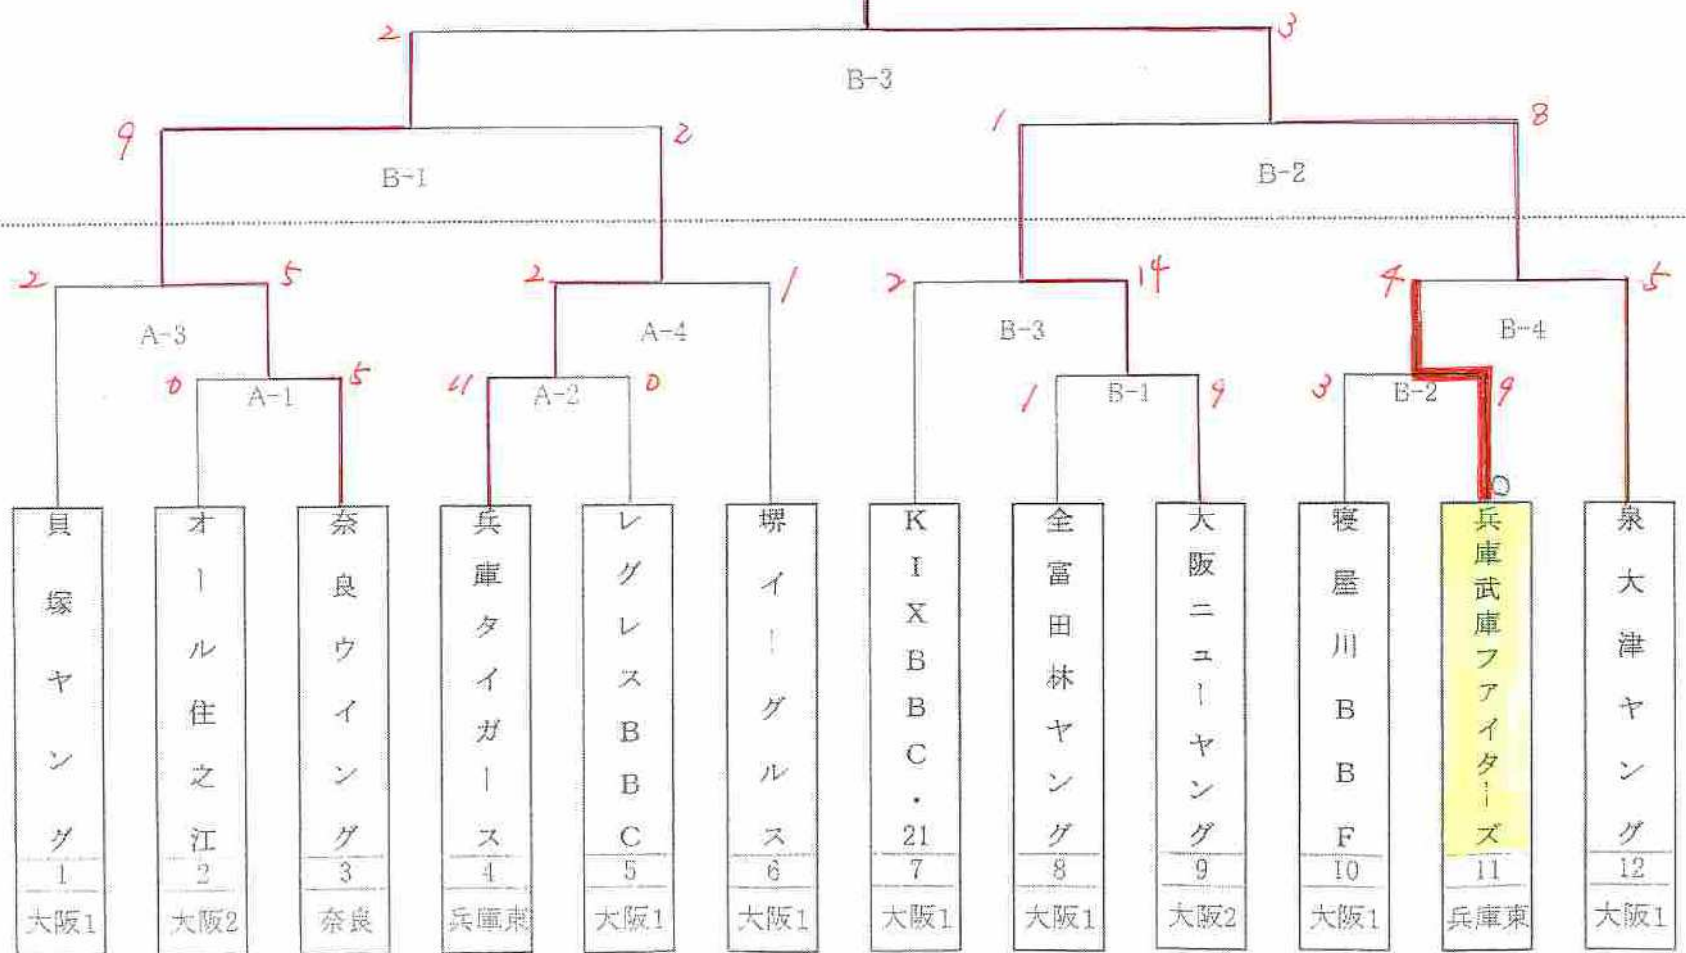 2 3
B-3
9 2 1 8
B-1 B-2
2 5 2 1 2 14 4 5
A-3 A-4 B-3 B-4
0 5 11 0 1 9 3 9
A-1 A-2 B-1 B-2
貝塚ヤング
オール住之江
奈良ウイング
兵庫タイガース
レグレスBBC
堺イーグルス
KIXBBC・21
全富田林ヤング
大阪ニューヤング
寝屋川BBF
兵庫武庫ファイターズ
泉大津ヤング
1 2 3 4 5 6 7 8 9 10 11 12
大阪1 大阪2 奈良 兵庫東 大阪1 大阪1 大阪1 大阪1 大阪2 大阪1 兵庫東 大阪1